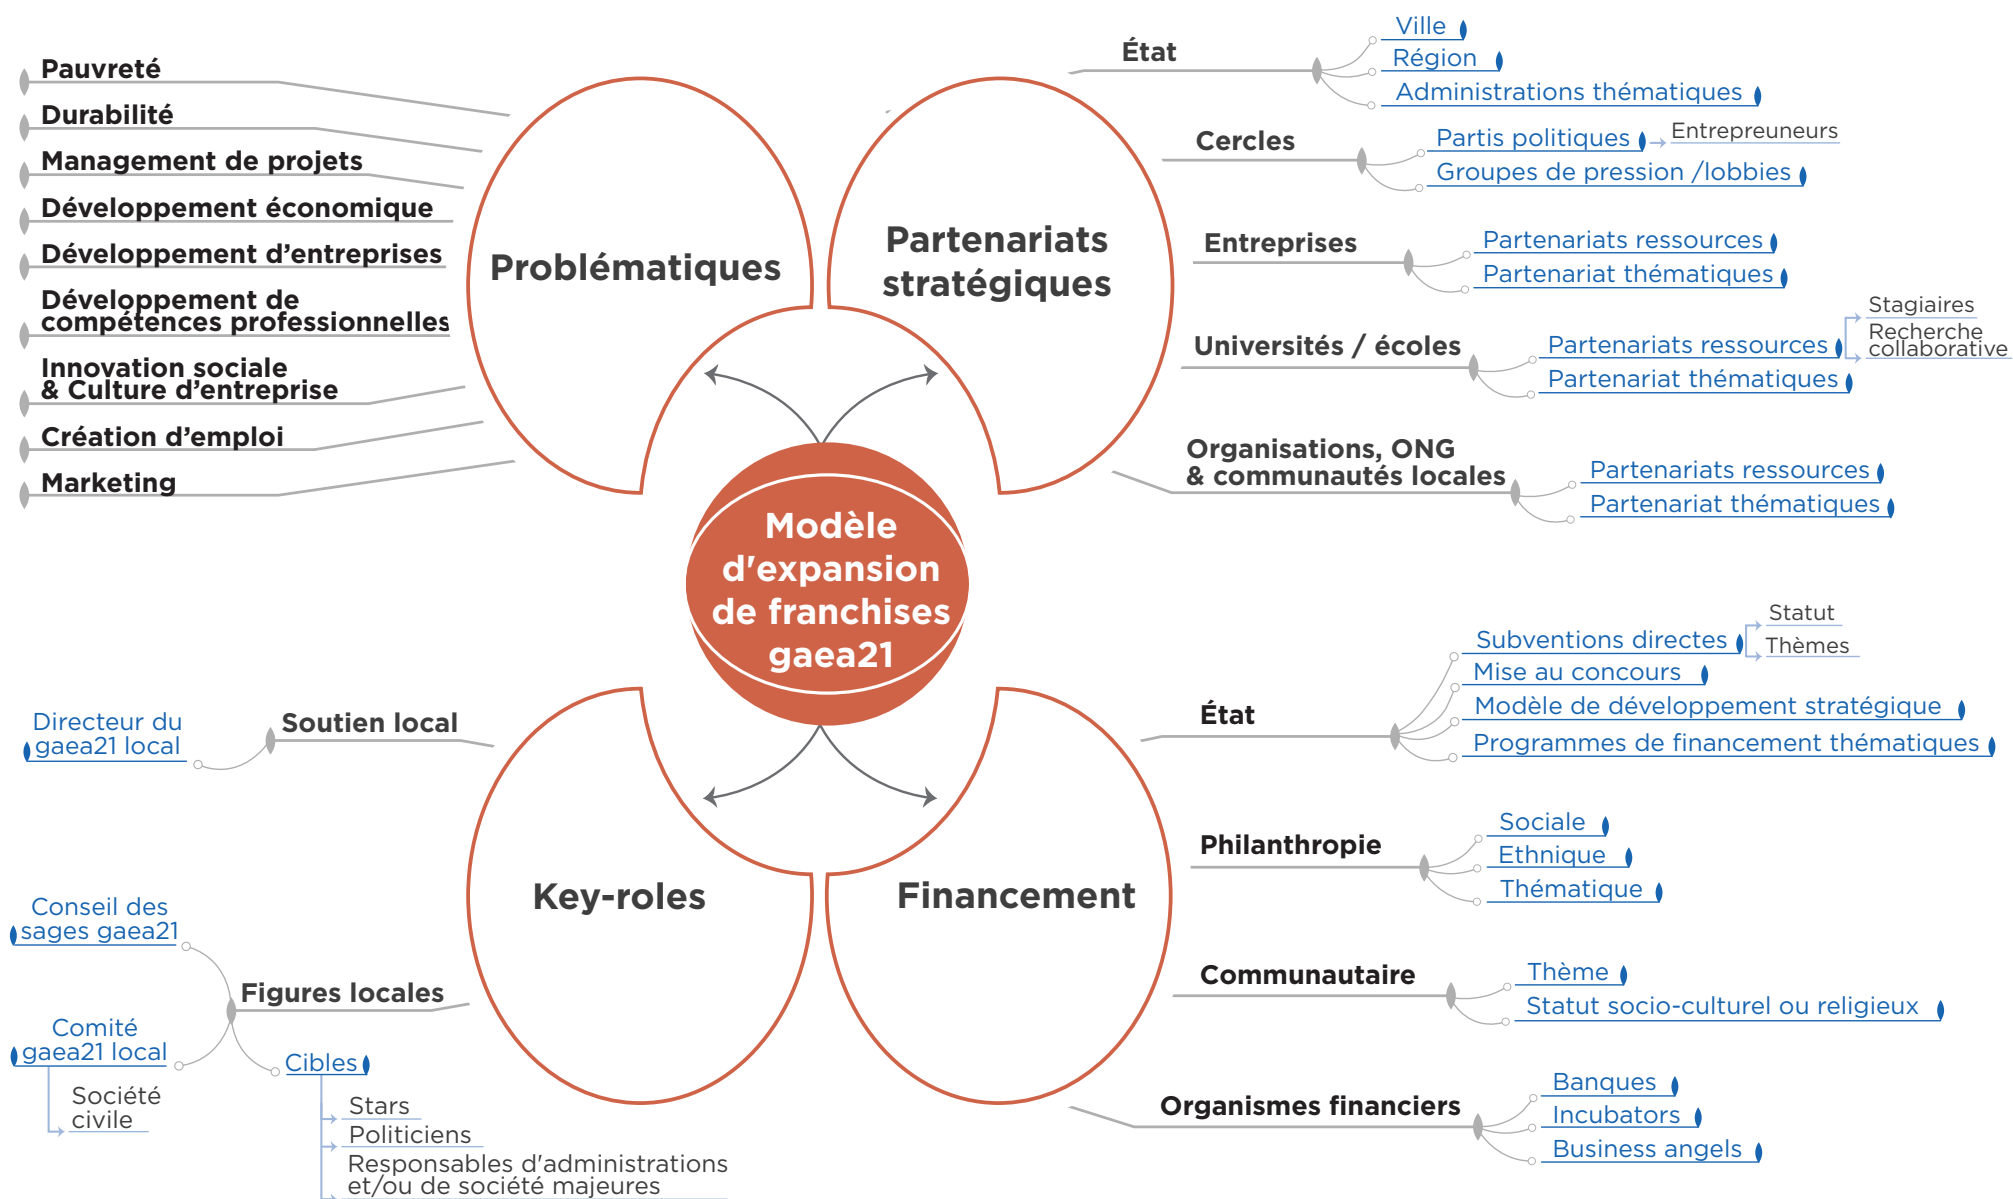 Pauvreté
Durabilité
Management de projets
Développement économique
Développement d’entreprises
Développement de
compétences professionnelles
Innovation sociale
& Culture d’entreprise
Création d’emploi
Marketing
Problématiques
Partenariats
stratégiques
État
Ville
Région
Administrations thématiques
Cercles
Partis politiques
Entrepreuneurs
Groupes de pression /lobbies
Entreprises
Partenariats ressources
Partenariat thématiques
Universités / écoles
Partenariats ressources
Stagiaires
Recherche
collaborative
Partenariat thématiques
Organisations, ONG
& communautés locales
Partenariats ressources
Partenariat thématiques
Modèle
d'expansion
de franchises
gaea21
Soutien local
Directeur du
gaea21 local
Key-roles
Figures locales
Conseil des
sages gaea21
Comité
gaea21 local
Société
civile
Cibles
Stars
Politiciens
Responsables d'administrations
et/ou de société majeures
Financement
État
Subventions directes
Statut
Thèmes
Mise au concours
Modèle de développement stratégique
Programmes de financement thématiques
Philanthropie
Sociale
Ethnique
Thématique
Communautaire
Thème
Statut socio-culturel ou religieux
Organismes financiers
Banques
Incubators
Business angels